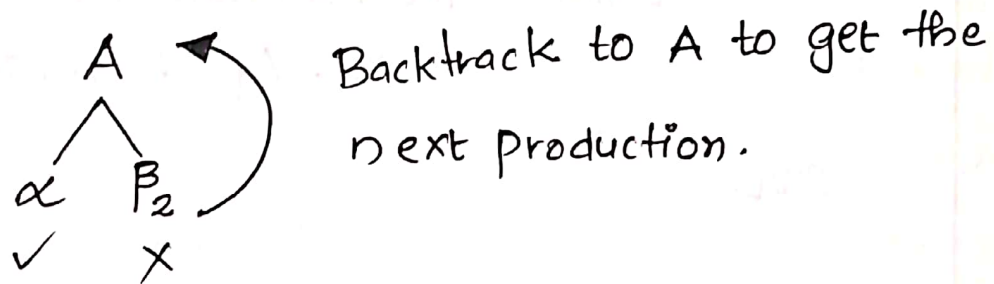 A
Backtrack to A to get the
next production.
α β₂
✓ ✗